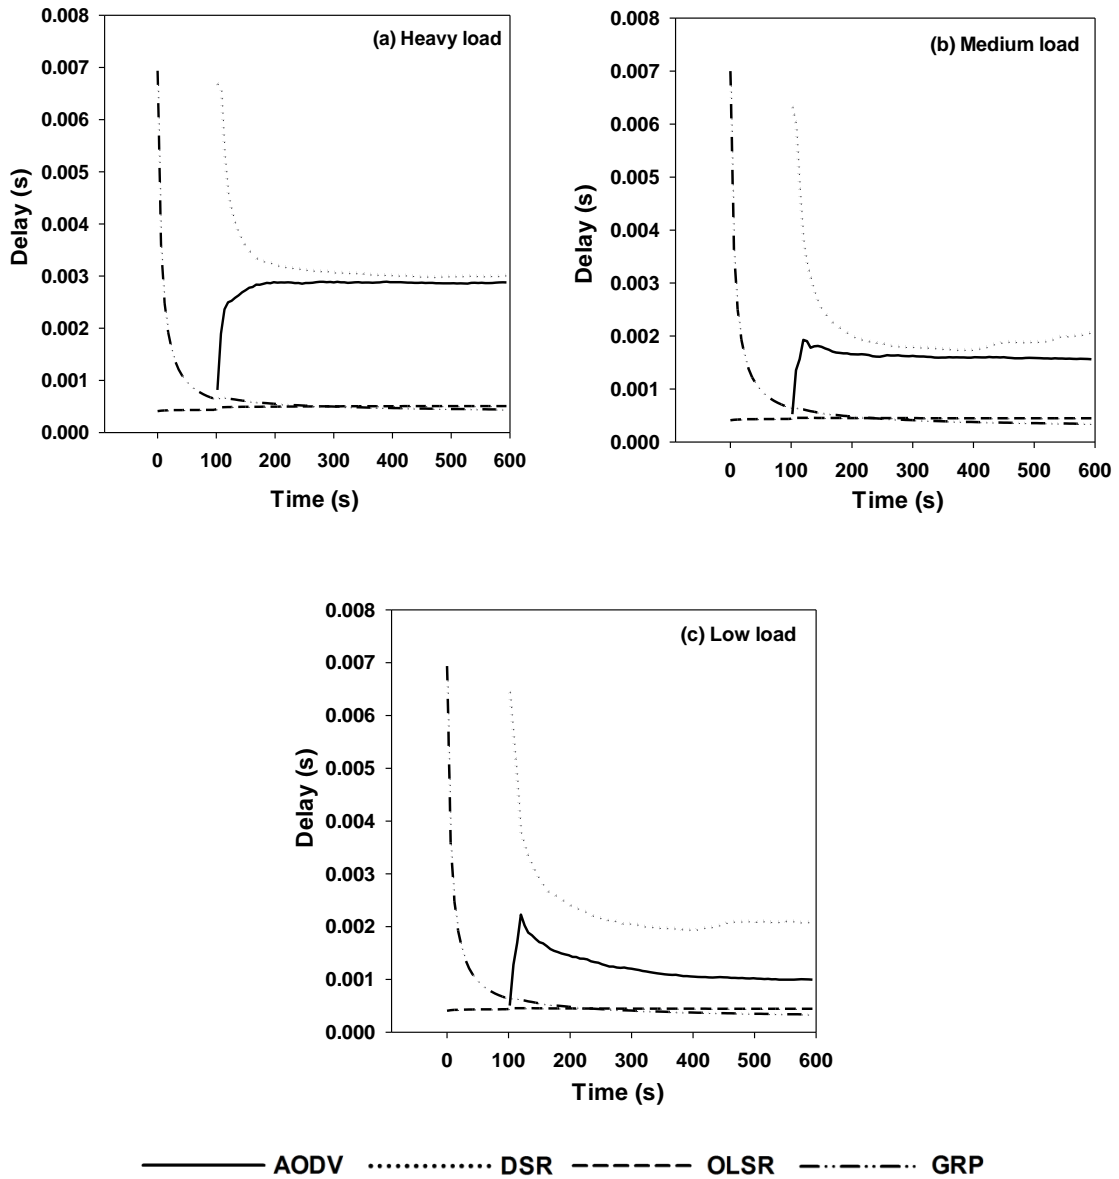 (a) Heavy load
Delay (s)
0.008
0.007
0.006
0.005
0.004
0.003
0.002
0.001
0.000
0 100 200 300 400 500 600
Time (s)
(b) Medium load
Delay (s)
0.008
0.007
0.006
0.005
0.004
0.003
0.002
0.001
0.000
0 100 200 300 400 500 600
Time (s)
(c) Low load
Delay (s)
0.008
0.007
0.006
0.005
0.004
0.003
0.002
0.001
0.000
0 100 200 300 400 500 600
Time (s)
AODV DSR OLSR GRP